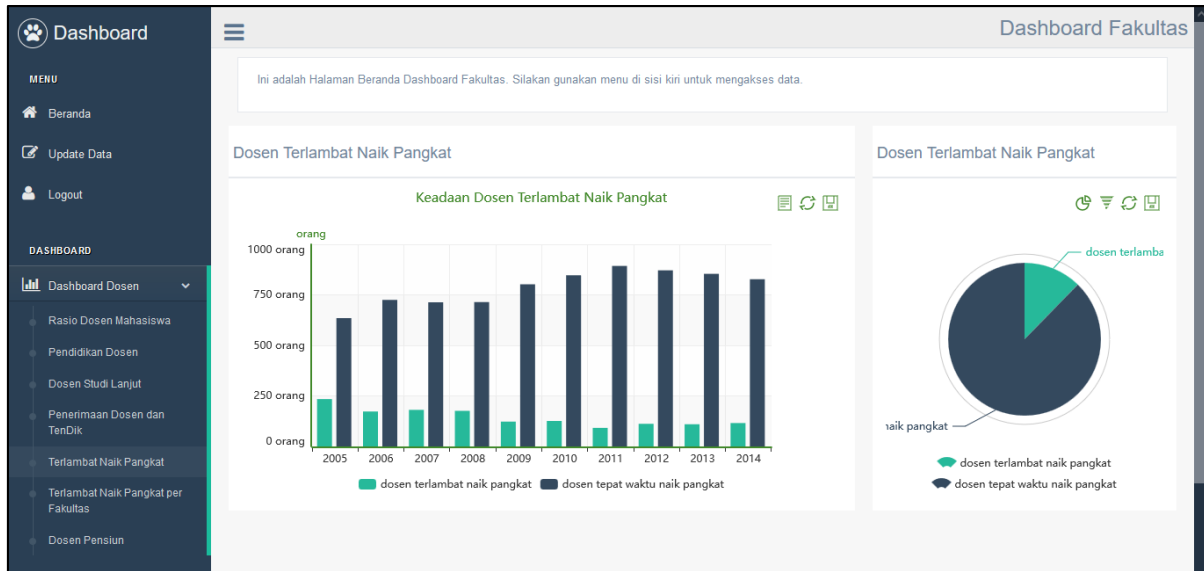 Dashboard
MENU
Beranda
Update Data
Logout
DASHBOARD
Dashboard Dosen
Rasio Dosen Mahasiswa
Pendidikan Dosen
Dosen Studi Lanjut
Penerimaan Dosen dan
TenDik
Terlambat Naik Pangkat
Terlambat Naik Pangkat per
Fakultas
Dosen Pensiun
Dashboard Fakultas
Ini adalah Halaman Beranda Dashboard Fakultas. Silakan gunakan menu di sisi kiri untuk mengakses data.
Dosen Terlambat Naik Pangkat
Keadaan Dosen Terlambat Naik Pangkat
orang
1000 orang
750 orang
500 orang
250 orang
0 orang
2005 2006 2007 2008 2009 2010 2011 2012 2013 2014
dosen terlambat naik pangkat dosen tepat waktu naik pangkat
Dosen Terlambat Naik Pangkat
dosen terlamba
naik pangkat
dosen terlambat naik pangkat
dosen tepat waktu naik pangkat